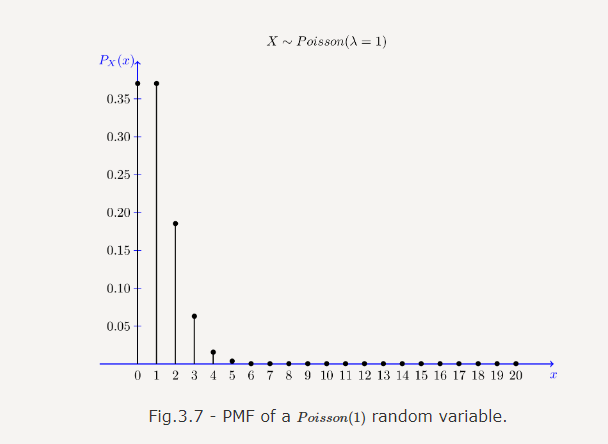 X ∼ Poisson(λ = 1)
P_X(x)
0.35
0.30
0.25
0.20
0.15
0.10
0.05
0 1 2 3 4 5 6 7 8 9 10 11 12 13 14 15 16 17 18 19 20 x
Fig.3.7 - PMF of a Poisson(1) random variable.